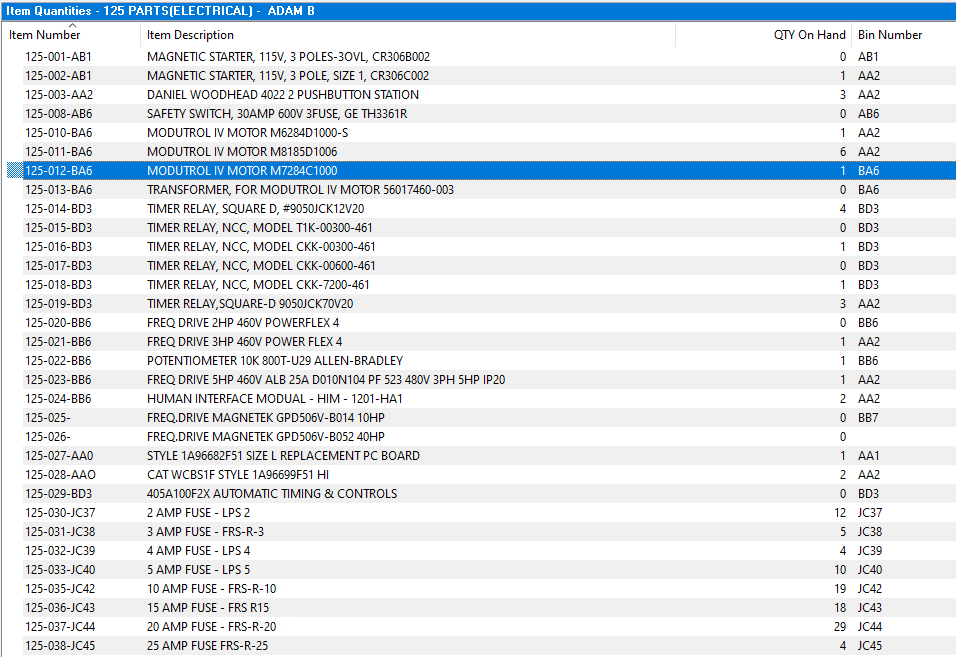 Item Quantities - 125 PARTS(ELECTRICAL) - ADAM B
Item Number Item Description QTY On Hand Bin Number
125-001-AB1 MAGNETIC STARTER, 115V, 3 POLES-3OVL, CR306B002 0 AB1
125-002-AB1 MAGNETIC STARTER, 115V, 3 POLE, SIZE 1, CR306C002 1 AA2
125-003-AA2 DANIEL WOODHEAD 4022 2 PUSHBUTTON STATION 3 AA2
125-008-AB6 SAFETY SWITCH, 30AMP 600V 3FUSE, GE TH3361R 0 AB6
125-010-BA6 MODUTROL IV MOTOR M6284D1000-S 1 AA2
125-011-BA6 MODUTROL IV MOTOR M8185D1006 6 AA2
125-012-BA6 MODUTROL IV MOTOR M7284C1000 1 BA6
125-013-BA6 TRANSFORMER, FOR MODUTROL IV MOTOR 56017460-003 0 BA6
125-014-BD3 TIMER RELAY, SQUARE D, #9050JCK12V20 4 BD3
125-015-BD3 TIMER RELAY, NCC, MODEL T1K-00300-461 0 BD3
125-016-BD3 TIMER RELAY, NCC, MODEL CKK-00300-461 1 BD3
125-017-BD3 TIMER RELAY, NCC, MODEL CKK-00600-461 0 BD3
125-018-BD3 TIMER RELAY, NCC, MODEL CKK-7200-461 1 BD3
125-019-BD3 TIMER RELAY,SQUARE-D 9050JCK70V20 3 AA2
125-020-BB6 FREQ DRIVE 2HP 460V POWERFLEX 4 0 BB6
125-021-BB6 FREQ DRIVE 3HP 460V POWER FLEX 4 1 AA2
125-022-BB6 POTENTIOMETER 10K 800T-U29 ALLEN-BRADLEY 1 BB6
125-023-BB6 FREQ DRIVE 5HP 460V ALB 25A D010N104 PF 523 480V 3PH 5HP IP20 1 AA2
125-024-BB6 HUMAN INTERFACE MODUAL - HIM - 1201-HA1 2 AA2
125-025- FREQ.DRIVE MAGNETEK GPD506V-B014 10HP 0 BB7
125-026- FREQ.DRIVE MAGNETEK GPD506V-B052 40HP 0
125-027-AA0 STYLE 1A96682F51 SIZE L REPLACEMENT PC BOARD 1 AA1
125-028-AAO CAT WCBS1F STYLE 1A96699F51 HI 2 AA2
125-029-BD3 405A100F2X AUTOMATIC TIMING & CONTROLS 0 BD3
125-030-JC37 2 AMP FUSE - LPS 2 12 JC37
125-031-JC38 3 AMP FUSE - FRS-R-3 5 JC38
125-032-JC39 4 AMP FUSE - LPS 4 4 JC39
125-033-JC40 5 AMP FUSE - LPS 5 10 JC40
125-035-JC42 10 AMP FUSE - FRS-R-10 19 JC42
125-036-JC43 15 AMP FUSE - FRS R15 18 JC43
125-037-JC44 20 AMP FUSE - FRS-R-20 29 JC44
125-038-JC45 25 AMP FUSE FRS-R-25 4 JC45